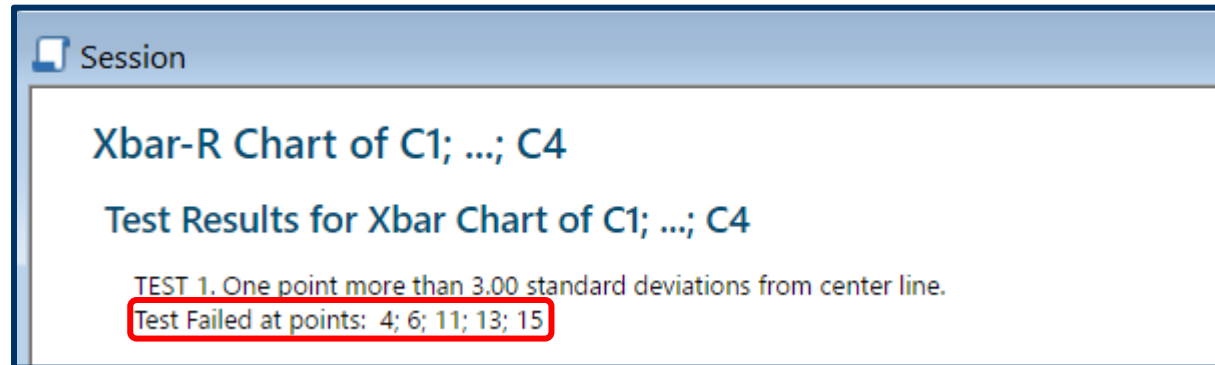 Session
Xbar-R Chart of C1; ...; C4
Test Results for Xbar Chart of C1; ...; C4
TEST 1. One point more than 3.00 standard deviations from center line.
Test Failed at points:  4; 6; 11; 13; 15